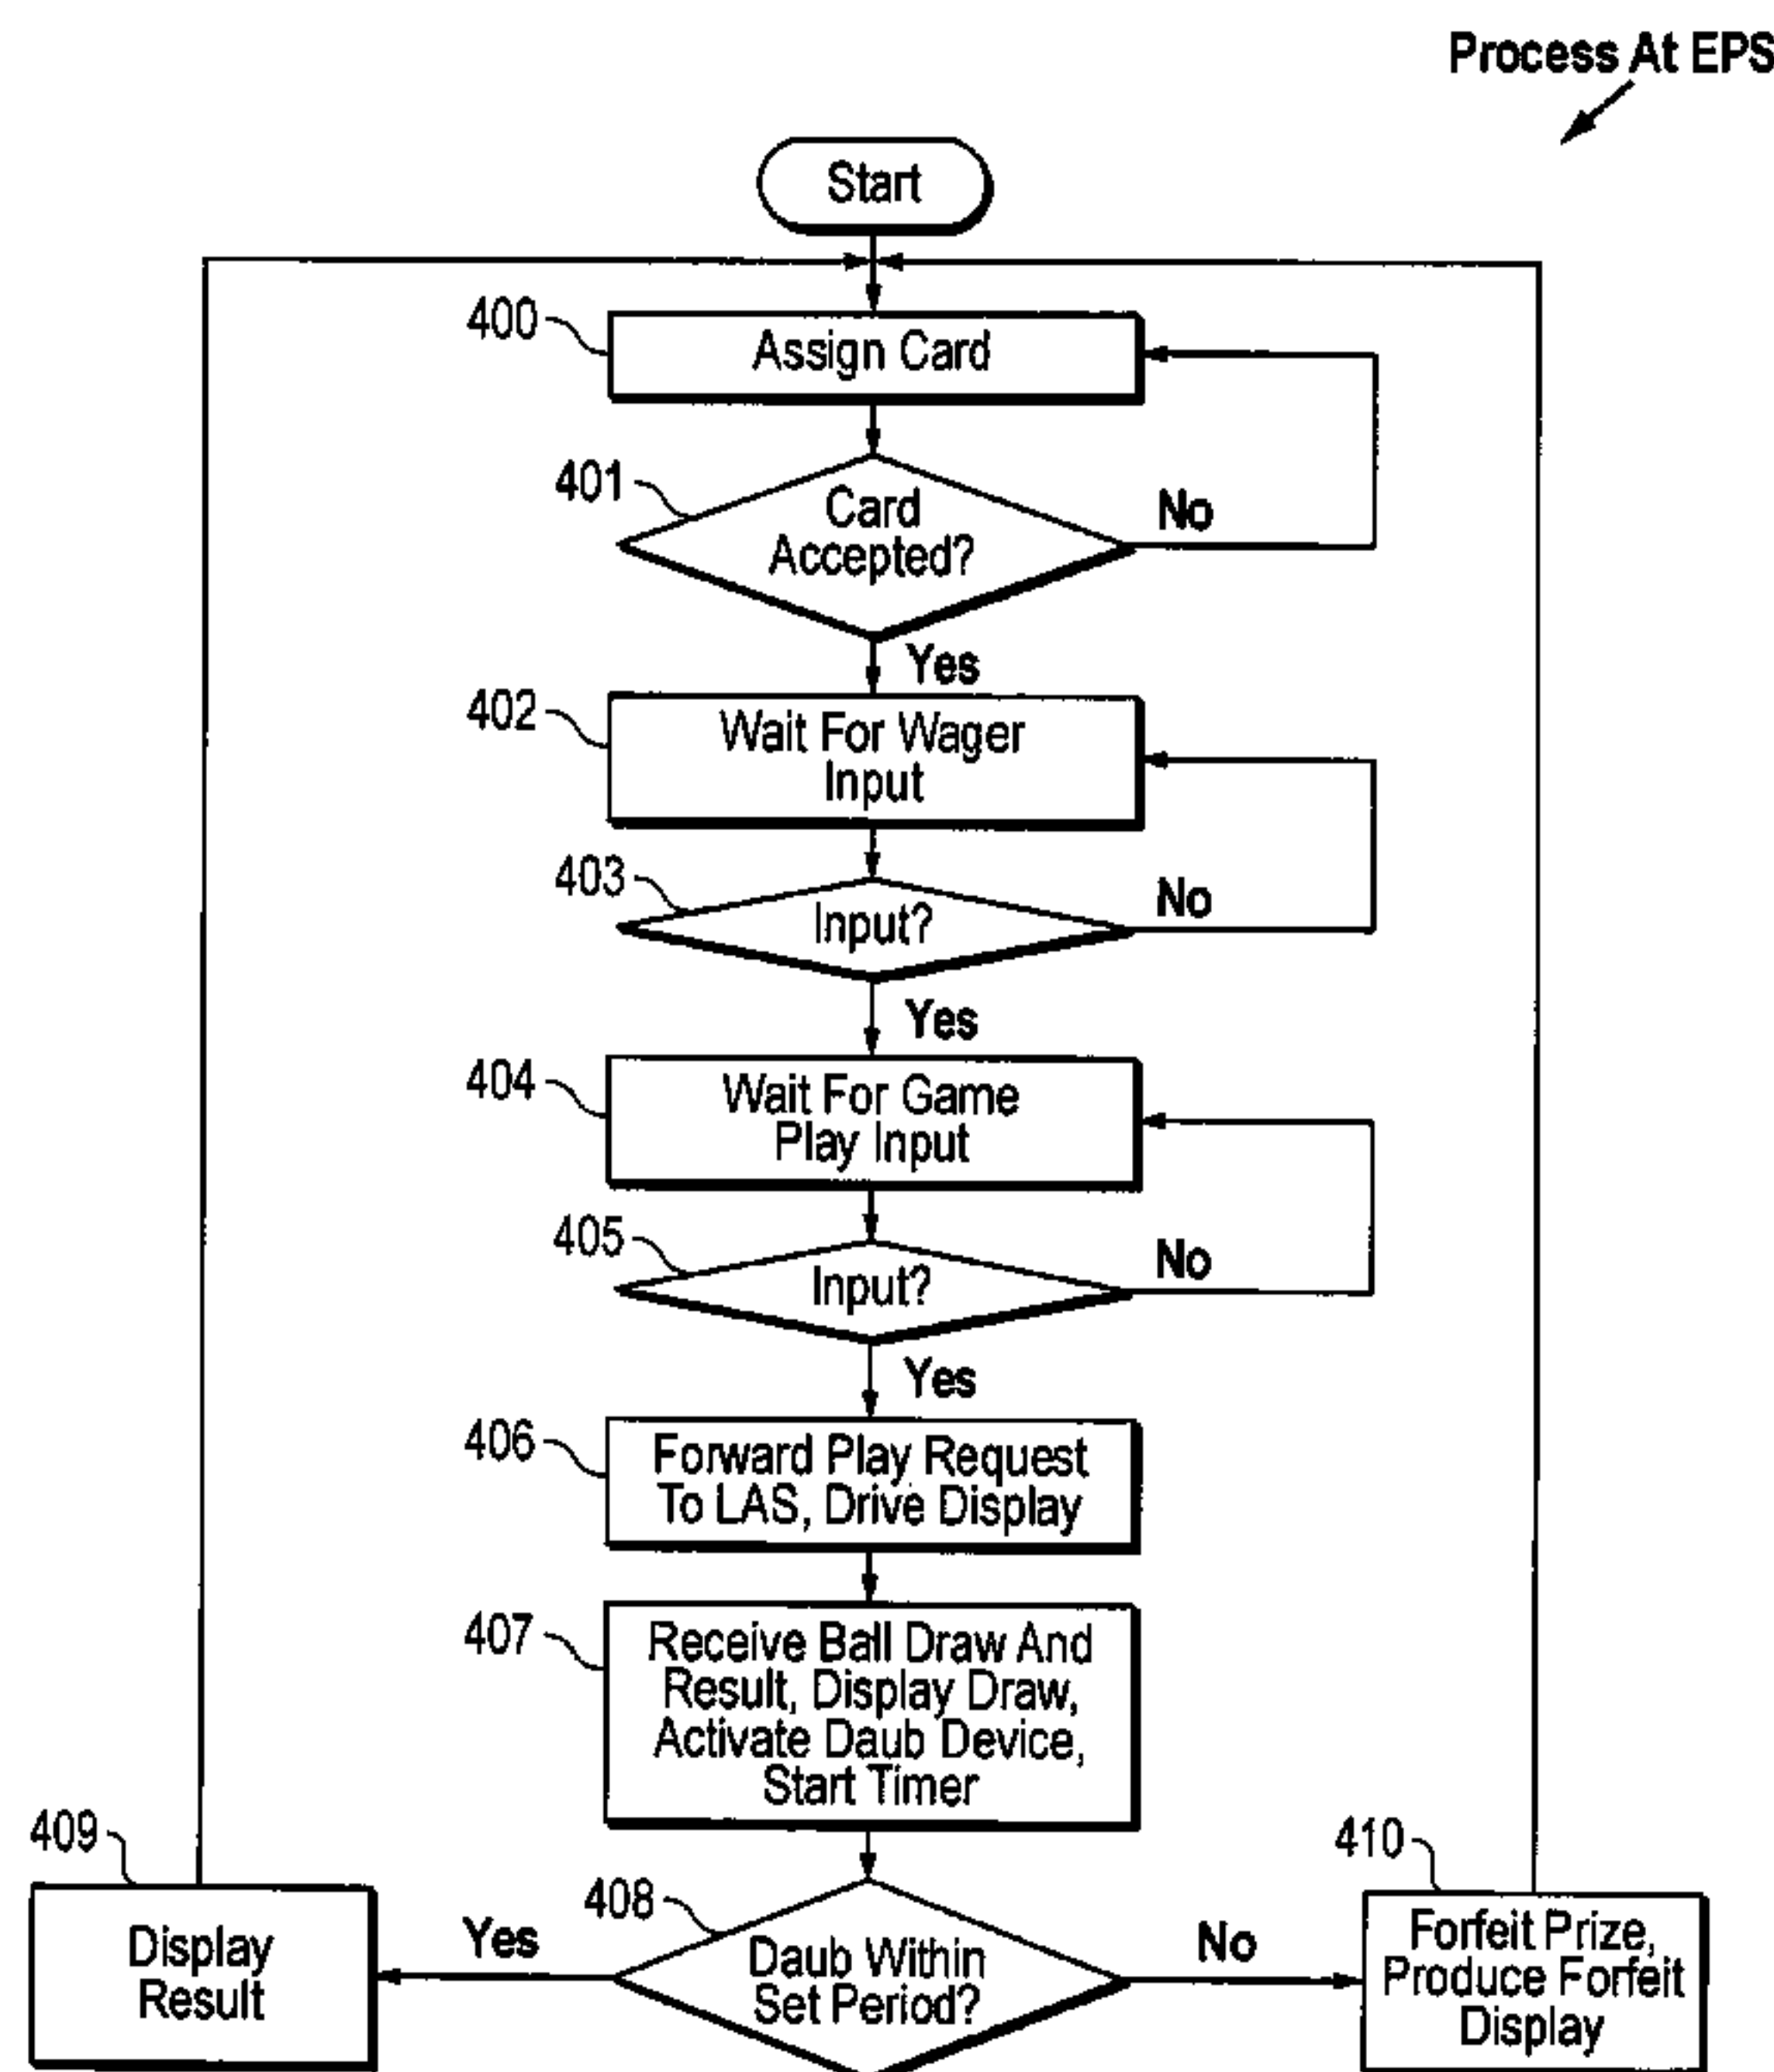 Process At EPS
Start
400
Assign Card
401
Card
Accepted?
No
Yes
402
Wait For Wager
Input
403
Input?
No
Yes
404
Wait For Game
Play Input
405
Input?
No
Yes
406
Forward Play Request
To LAS, Drive Display
407
Receive Ball Draw And
Result, Display Draw,
Activate Daub Device,
Start Timer
409
Display
Result
Yes
408
Daub Within
Set Period?
No
410
Forfeit Prize,
Produce Forfeit
Display